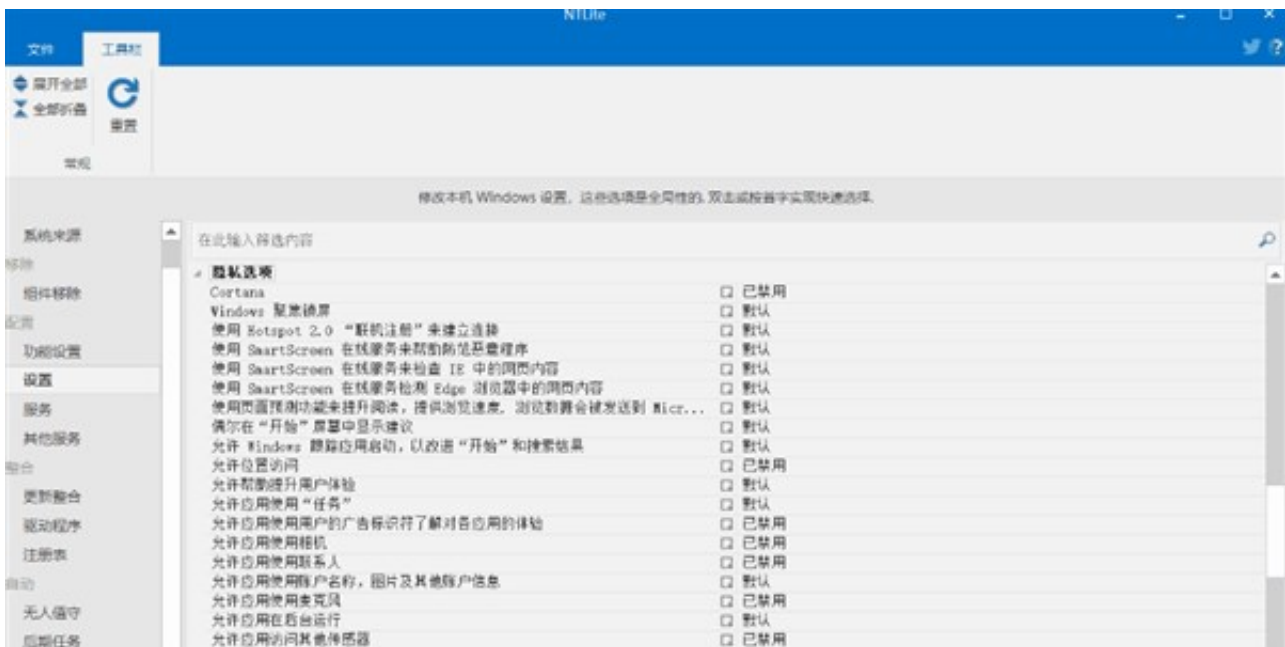 NTLite
文件
工具栏
展开全部
全部折叠
重置
常规
修改本机 Windows 设置，这些选项是全局性的, 双击或按首字实现快速选择.
系统来源
移除
组件移除
配置
功能设置
设置
服务
其他服务
整合
更新整合
驱动程序
注册表
自动
无人值守
后期任务
在此输入筛选内容
隐私选项
Cortana 已禁用
Windows 聚焦锁屏 默认
使用 Hotspot 2.0 “联机注册”来建立连接 默认
使用 SmartScreen 在线服务来帮助防范恶意程序 默认
使用 SmartScreen 在线服务来检查 IE 中的网页内容 默认
使用 SmartScreen 在线服务检测 Edge 浏览器中的网页内容 默认
使用页面预测功能来提升阅读，提供浏览速度. 浏览数据会被发送到 Micr... 默认
偶尔在“开始”屏幕中显示建议 默认
允许 Windows 跟踪应用启动，以改进“开始”和搜索结果 默认
允许位置访问 已禁用
允许帮助提升用户体验 默认
允许应用使用“任务” 默认
允许应用使用用户的广告标识符了解对各应用的体验 已禁用
允许应用使用相机 已禁用
允许应用使用联系人 已禁用
允许应用使用账户名称，图片及其他账户信息 默认
允许应用使用麦克风 已禁用
允许应用在后台运行 默认
允许应用访问其他传感器 已禁用